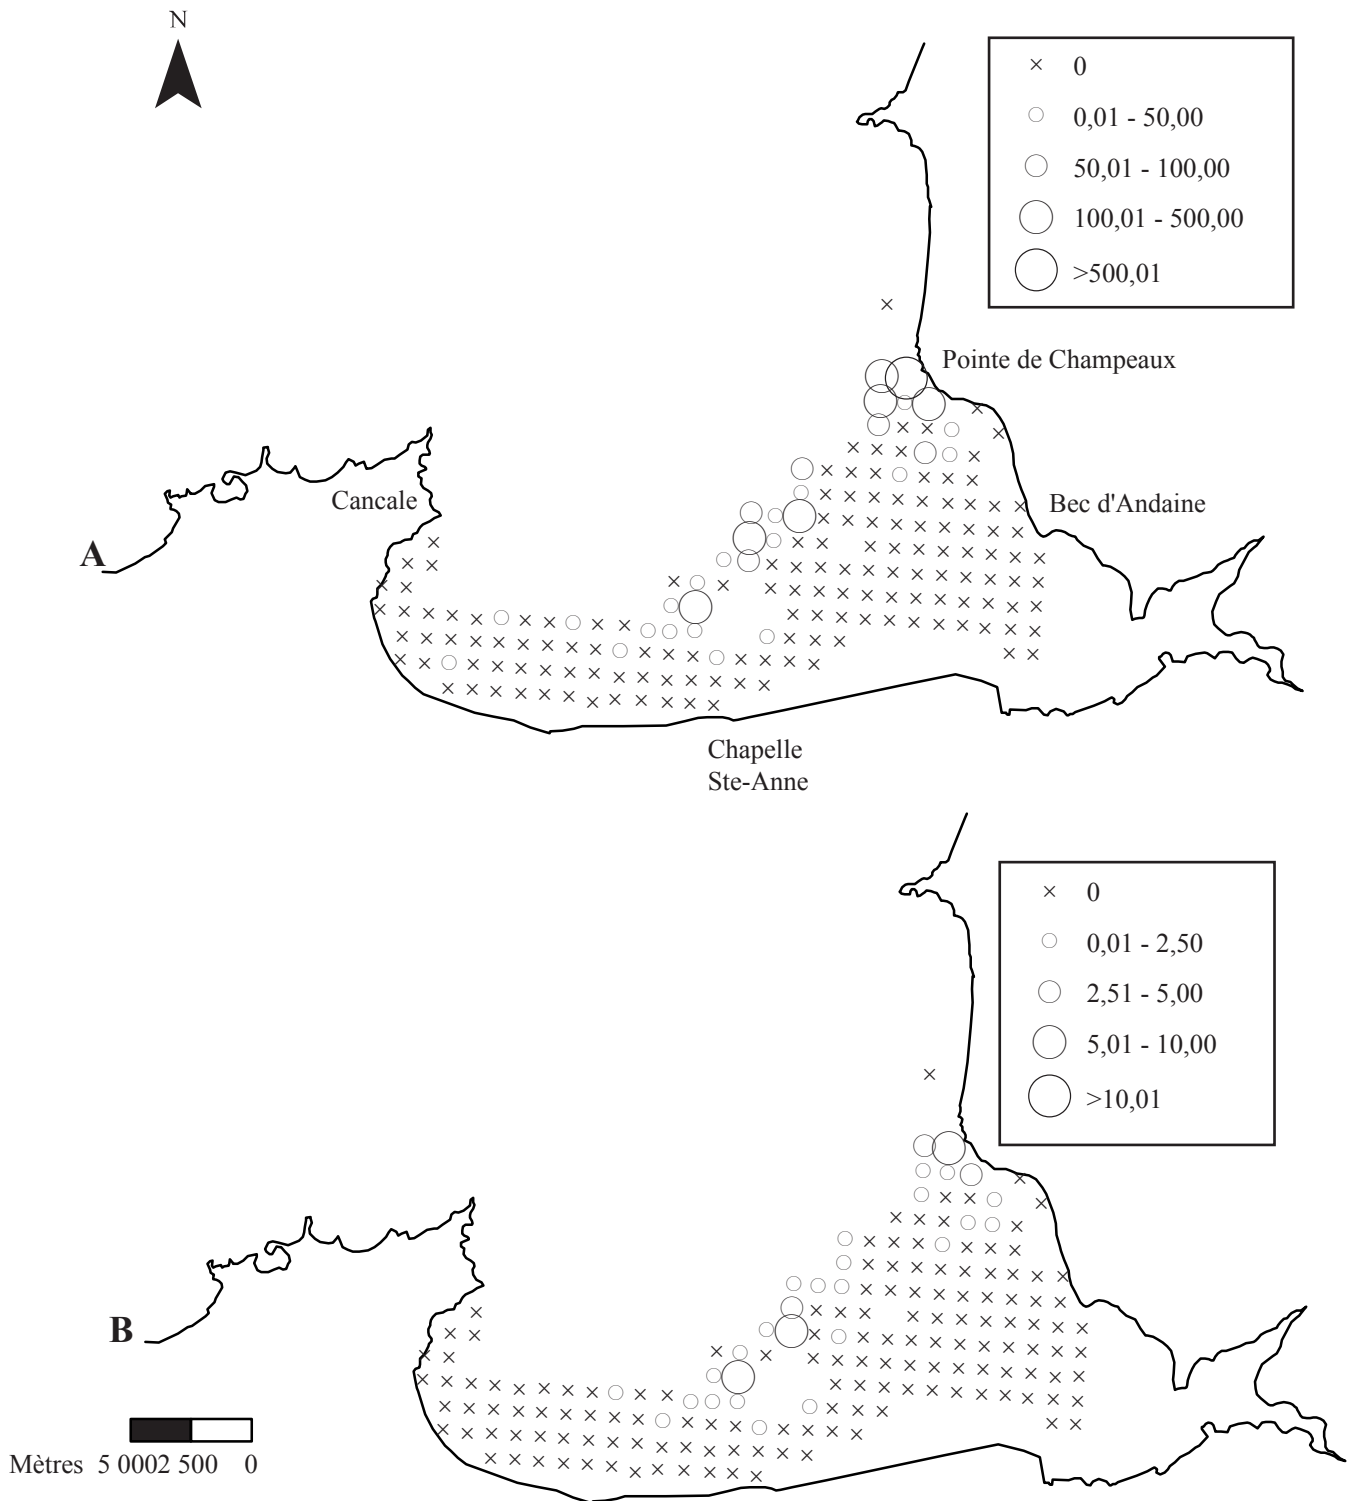 N
× 0
0,01 - 50,00
50,01 - 100,00
100,01 - 500,00
>500,01
Pointe de Champeaux
Cancale
Bec d'Andaine
A
Chapelle
Ste-Anne
× 0
0,01 - 2,50
2,51 - 5,00
5,01 - 10,00
>10,01
B
Mètres 5 0002 500 0